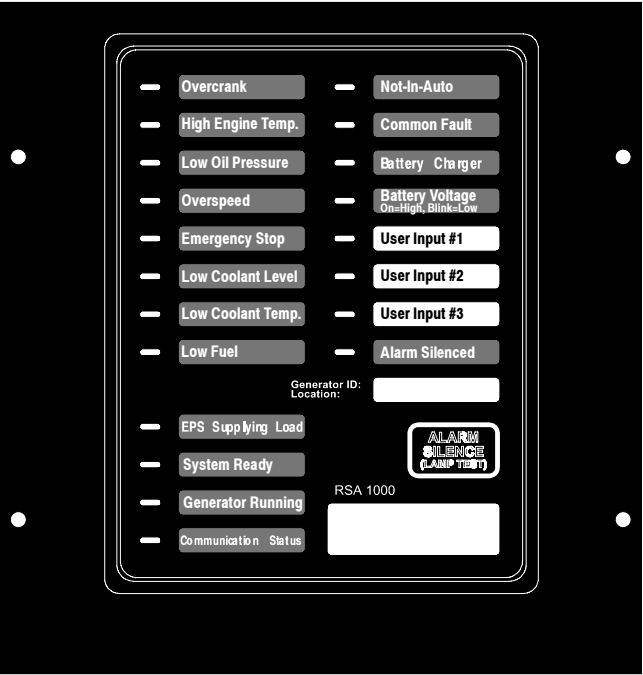 Overcrank
High Engine Temp.
Low Oil Pressure
Overspeed
Emergency Stop
Low Coolant Level
Low Coolant Temp.
Low Fuel
Not-In-Auto
Common Fault
Battery Charger
Battery Voltage
On=High, Blink=Low
User Input #1
User Input #2
User Input #3
Alarm Silenced
Generator ID:
Location:
EPS Supplying Load
System Ready
Generator Running
Communication Status
ALARM
SILENCE
(LAMP TEST)
RSA 1000